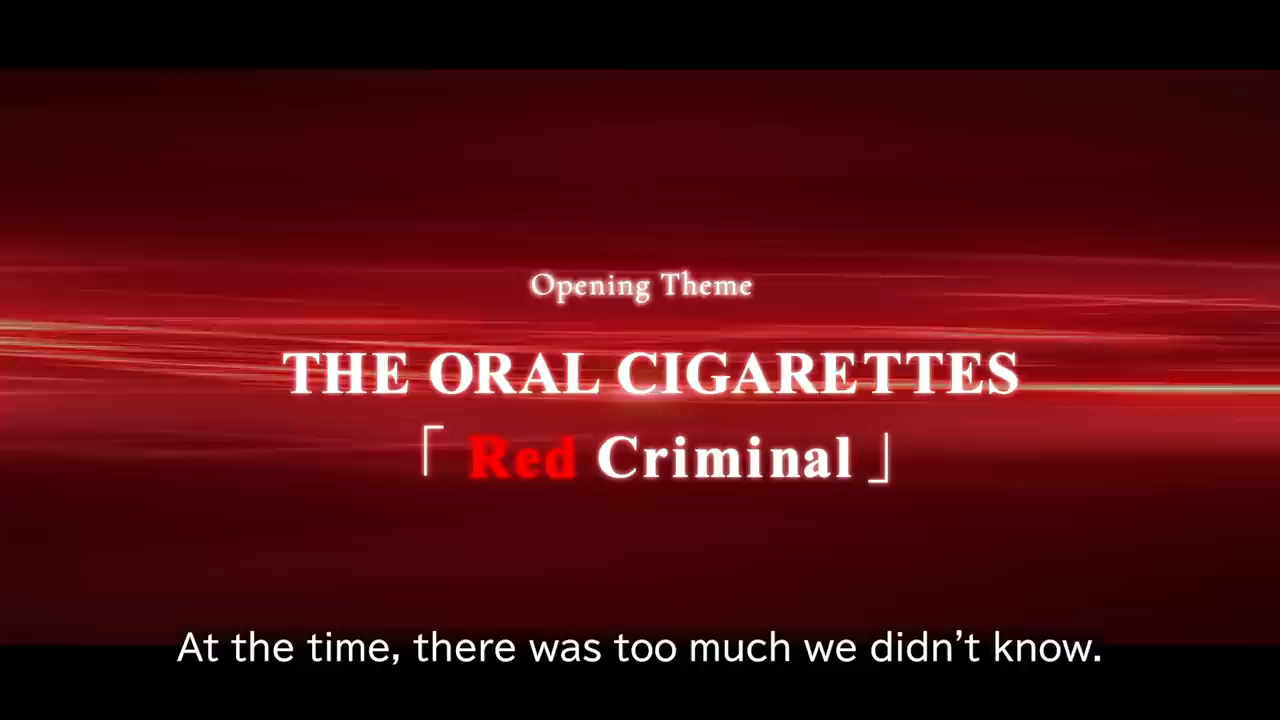 Opening Theme
THE ORAL CIGARETTES
「 Red Criminal 」
At the time, there was too much we didn’t know.